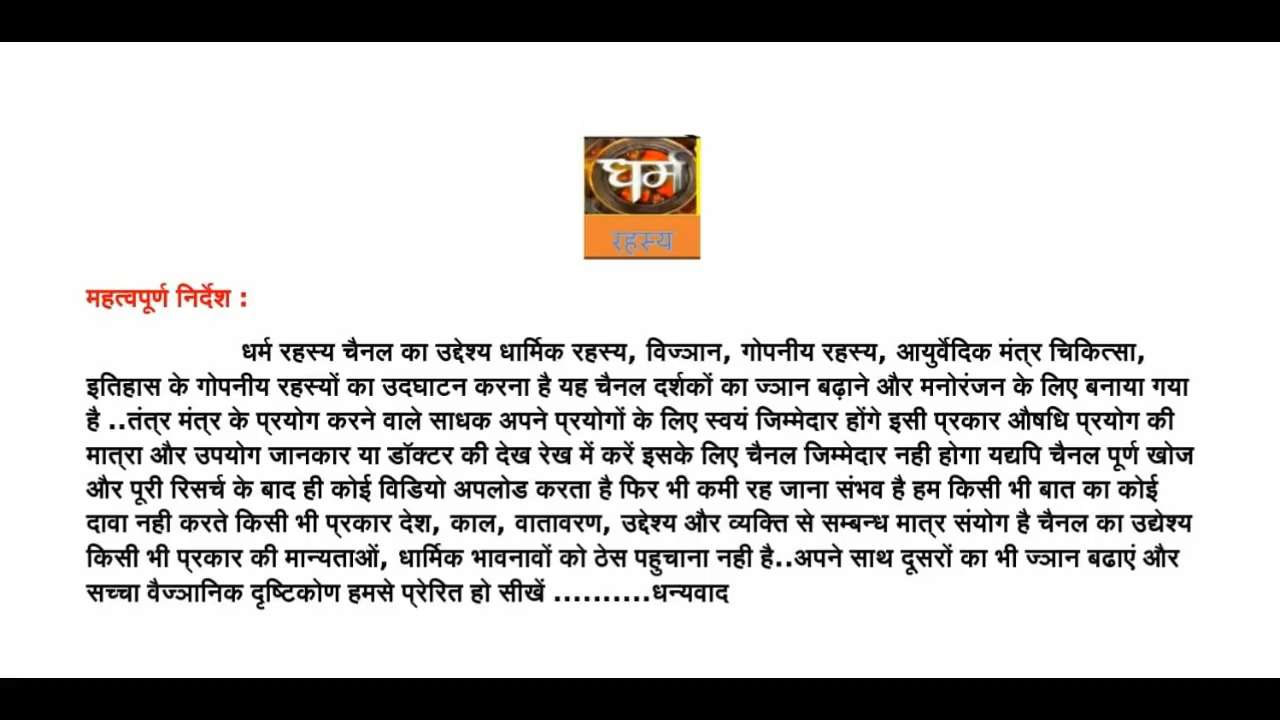 धर्म
रहस्य
महत्वपूर्ण निर्देश :
धर्म रहस्य चैनल का उद्देश्य धार्मिक रहस्य, विज्ञान, गोपनीय रहस्य, आयुर्वेदिक मंत्र चिकित्सा,
इतिहास के गोपनीय रहस्यों का उदघाटन करना है यह चैनल दर्शकों का ज्ञान बढ़ाने और मनोरंजन के लिए बनाया गया
है ..तंत्र मंत्र के प्रयोग करने वाले साधक अपने प्रयोगों के लिए स्वयं जिम्मेदार होंगे इसी प्रकार औषधि प्रयोग की
मात्रा और उपयोग जानकार या डॉक्टर की देख रेख में करें इसके लिए चैनल जिम्मेदार नही होगा यद्यपि चैनल पूर्ण खोज
और पूरी रिसर्च के बाद ही कोई विडियो अपलोड करता है फिर भी कमी रह जाना संभव है हम किसी भी बात का कोई
दावा नही करते किसी भी प्रकार देश, काल, वातावरण, उद्देश्य और व्यक्ति से सम्बन्ध मात्र संयोग है चैनल का उद्येश्य
किसी भी प्रकार की मान्यताओं, धार्मिक भावनावों को ठेस पहुचाना नही है..अपने साथ दूसरों का भी ज्ञान बढाएं और
सच्चा वैज्ञानिक दृष्टिकोण हमसे प्रेरित हो सीखें ..........धन्यवाद